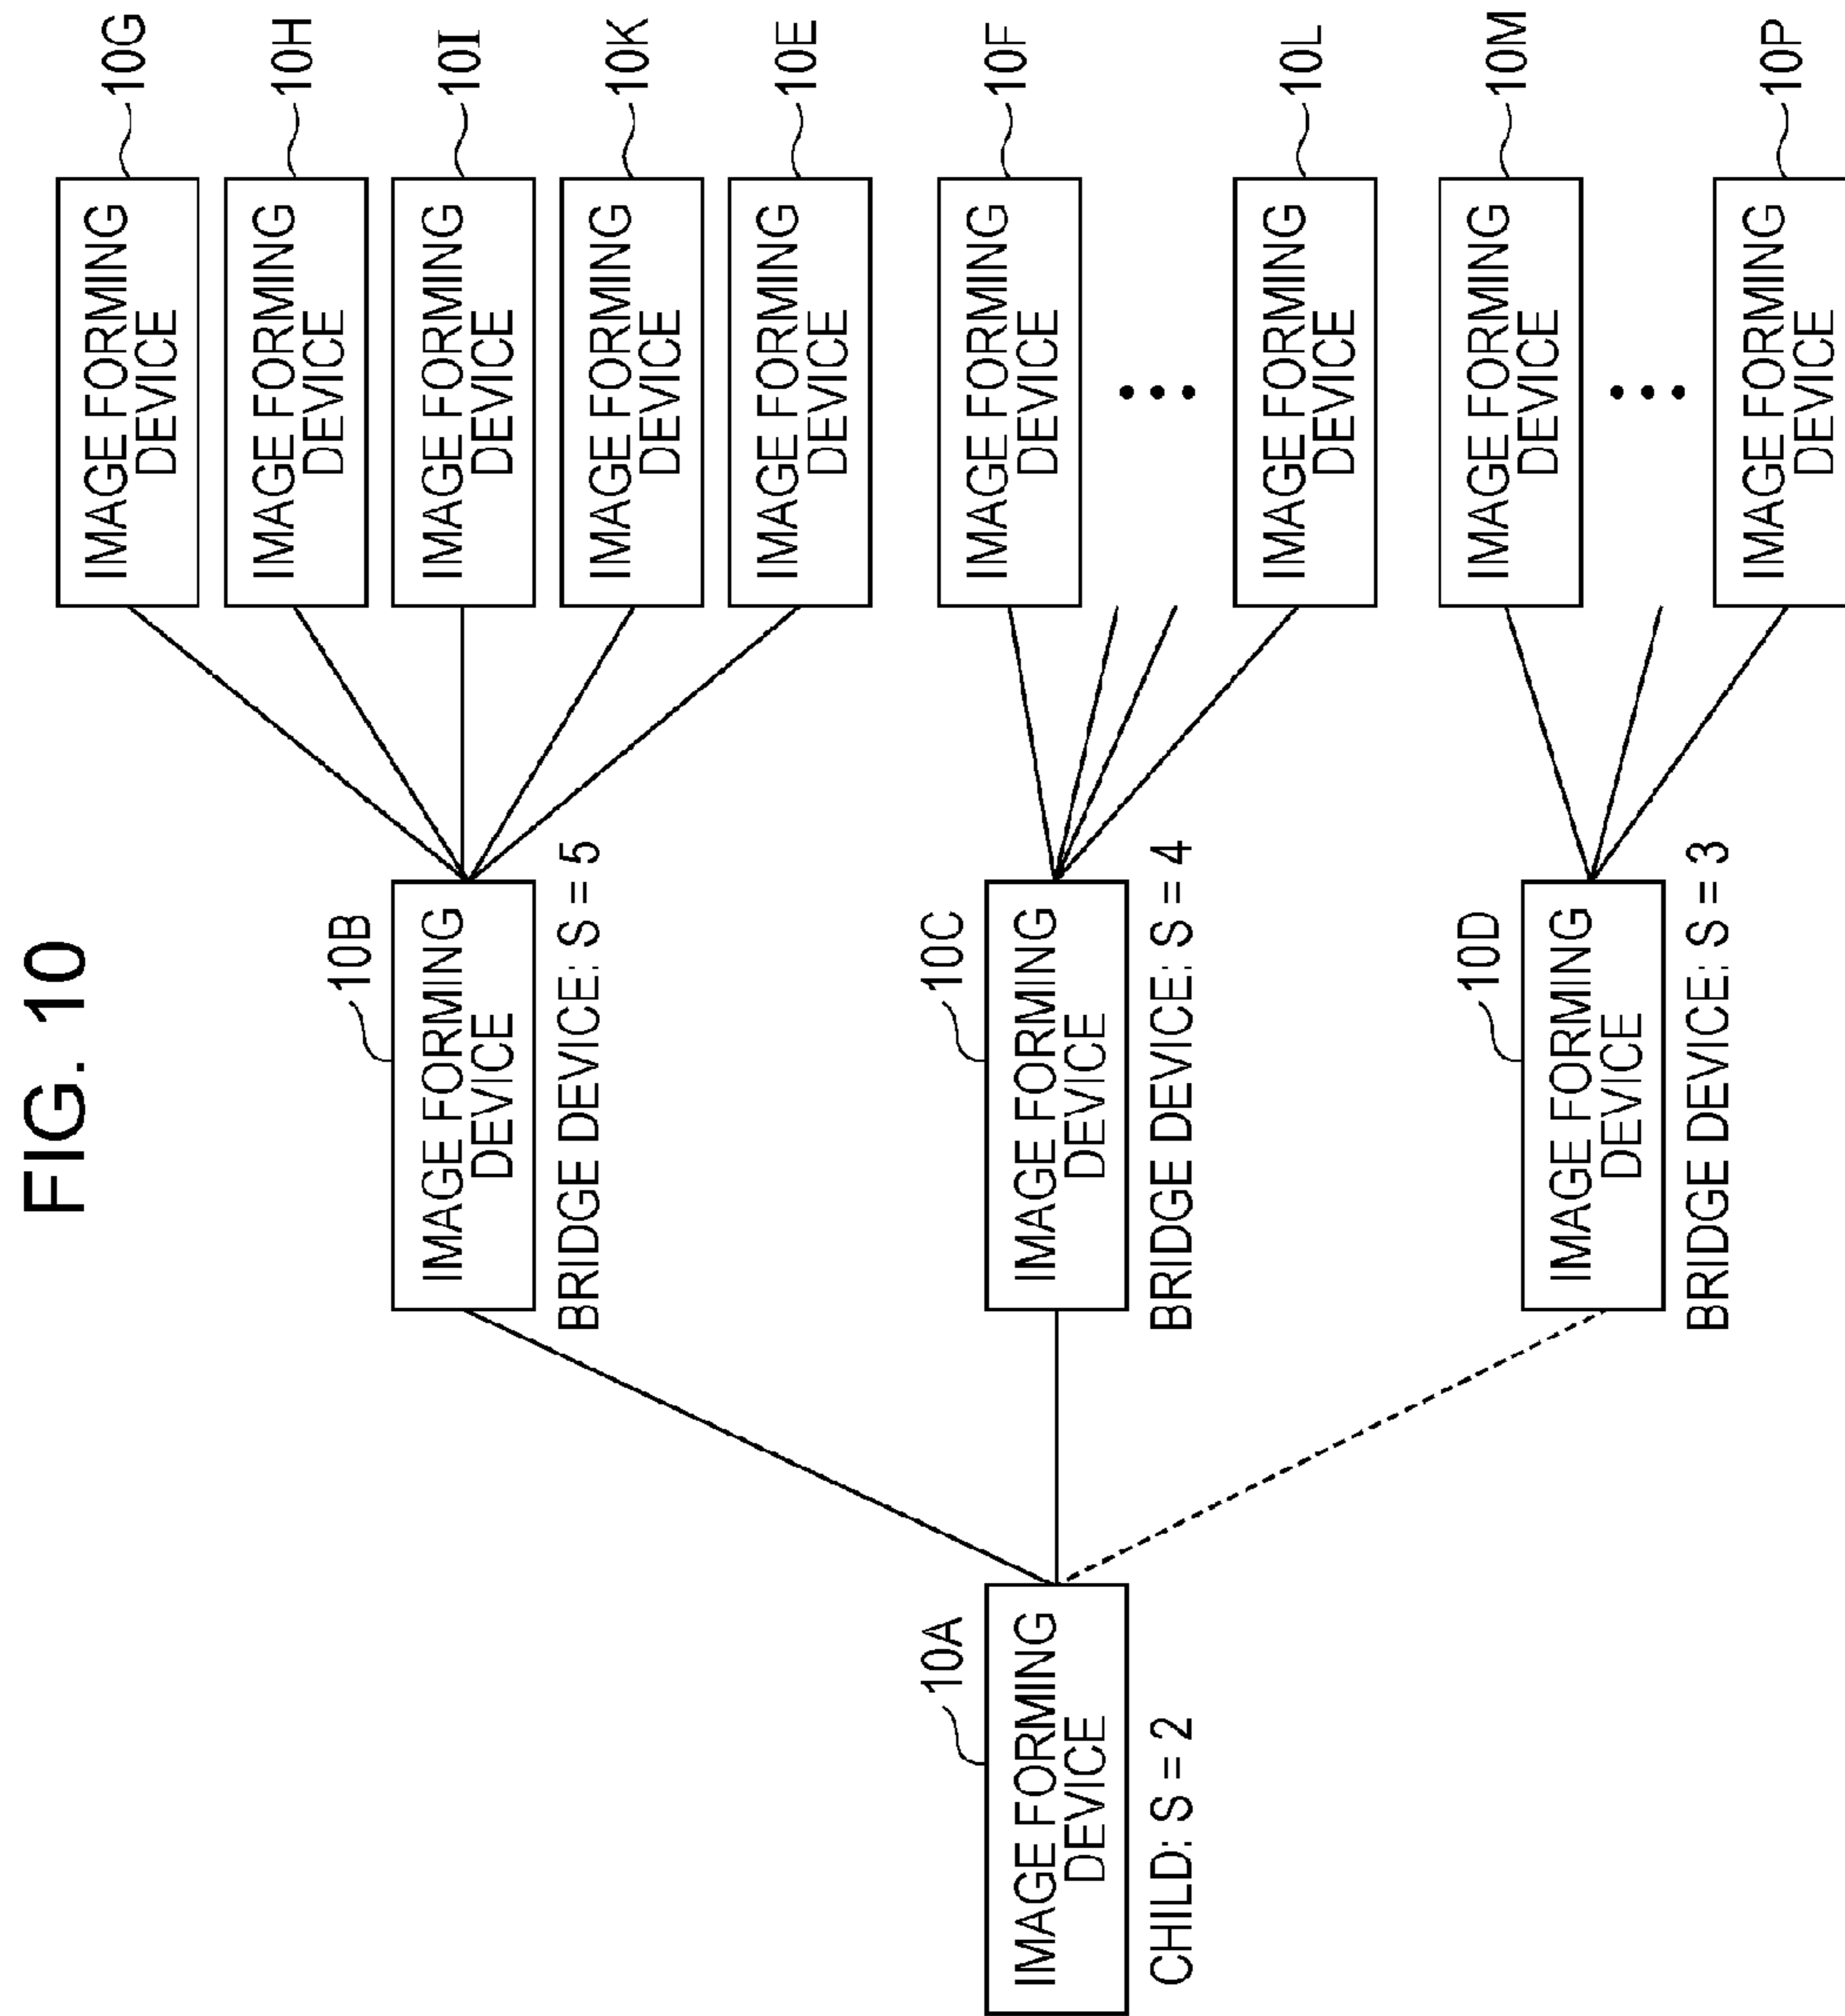 FIG. 10
10A
IMAGE FORMING
DEVICE
CHILD: S = 2
10B
IMAGE FORMING
DEVICE
BRIDGE DEVICE: S = 5
10C
IMAGE FORMING
DEVICE
BRIDGE DEVICE: S = 4
10D
IMAGE FORMING
DEVICE
BRIDGE DEVICE: S = 3
IMAGE FORMING
DEVICE
10G
IMAGE FORMING
DEVICE
10H
IMAGE FORMING
DEVICE
10I
IMAGE FORMING
DEVICE
10K
IMAGE FORMING
DEVICE
10E
IMAGE FORMING
DEVICE
10F
IMAGE FORMING
DEVICE
10L
IMAGE FORMING
DEVICE
10M
IMAGE FORMING
DEVICE
10P